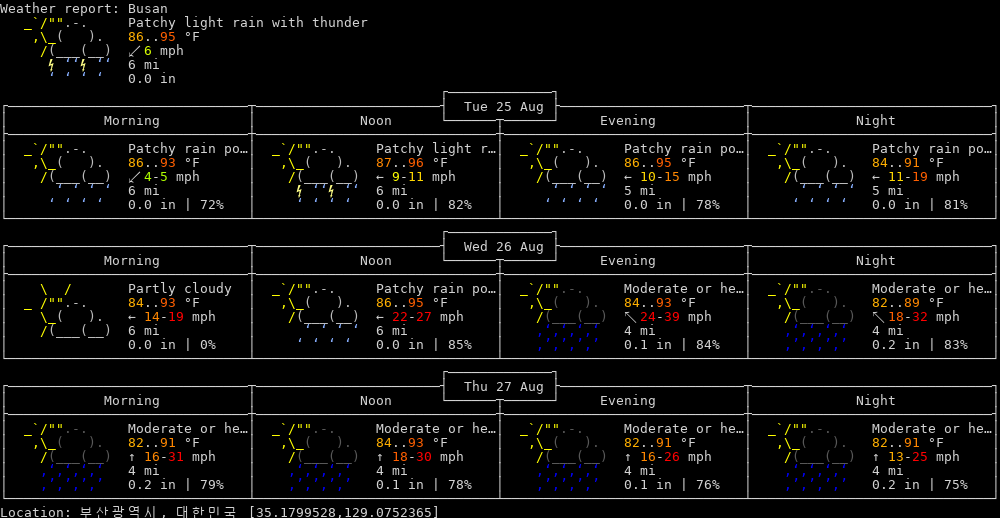 Weather report: Busan
Patchy light rain with thunder
86..95 °F
↙ 6 mph
6 mi
0.0 in
Tue 25 Aug
Morning Noon Evening Night
Patchy rain po… Patchy light r… Patchy rain po… Patchy rain po…
86..93 °F 87..96 °F 86..95 °F 84..91 °F
↙ 4-5 mph ← 9-11 mph ← 10-15 mph ← 11-19 mph
6 mi 6 mi 5 mi 5 mi
0.0 in | 72% 0.0 in | 82% 0.0 in | 78% 0.0 in | 81%
Wed 26 Aug
Morning Noon Evening Night
Partly cloudy Patchy rain po… Moderate or he… Moderate or he…
84..93 °F 86..95 °F 84..93 °F 82..89 °F
← 14-19 mph ← 22-27 mph ↖ 24-39 mph ↖ 18-32 mph
6 mi 6 mi 4 mi 4 mi
0.0 in | 0% 0.0 in | 85% 0.1 in | 84% 0.2 in | 83%
Thu 27 Aug
Morning Noon Evening Night
Moderate or he… Moderate or he… Moderate or he… Moderate or he…
82..91 °F 84..93 °F 82..91 °F 82..91 °F
↑ 16-31 mph ↑ 18-30 mph ↑ 16-26 mph ↑ 13-25 mph
4 mi 4 mi 4 mi 4 mi
0.2 in | 79% 0.1 in | 78% 0.1 in | 76% 0.2 in | 75%
Location: 부산광역시, 대한민국 [35.1799528,129.0752365]